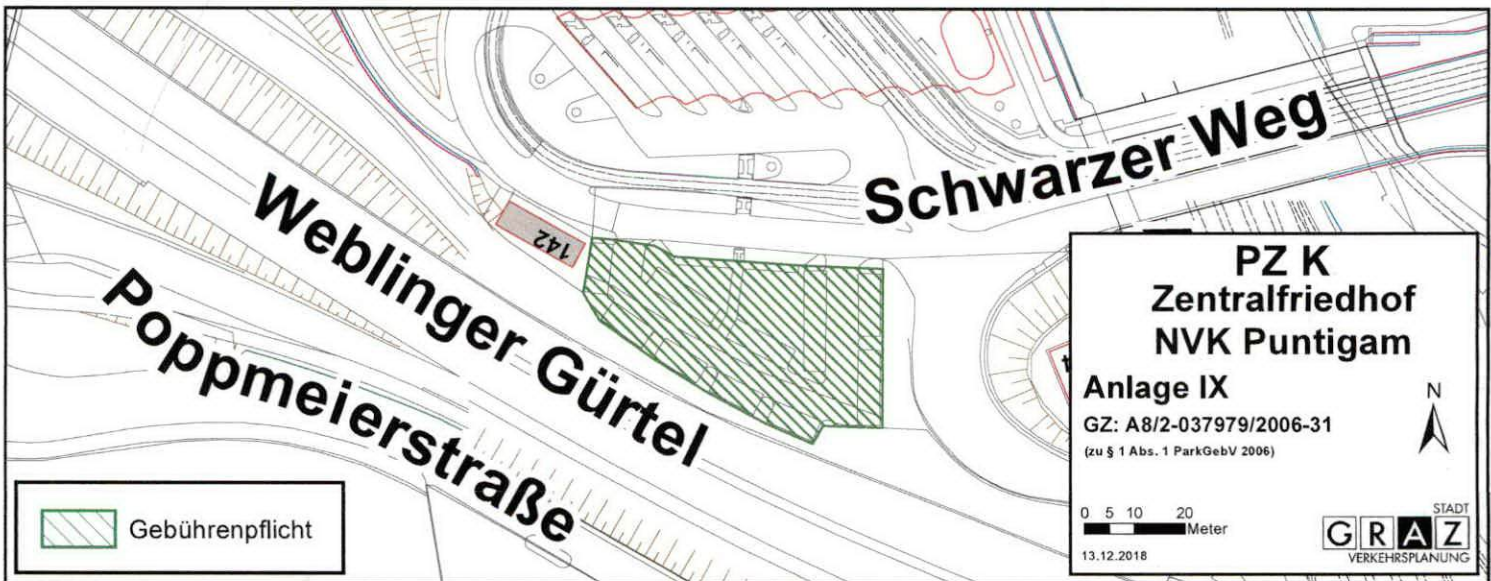 Schwarzer Weg
Weblinger Gürtel
Poppmeierstraße
142
PZ K
Zentralfriedhof
NVK Puntigam
Anlage IX
GZ: A8/2-037979/2006-31
(zu § 1 Abs. 1 ParkGebV 2006)
N
0 5 10 20
Meter
13.12.2018
STADT
GRAZ
VERKEHRSPLANUNG
Gebührenpflicht